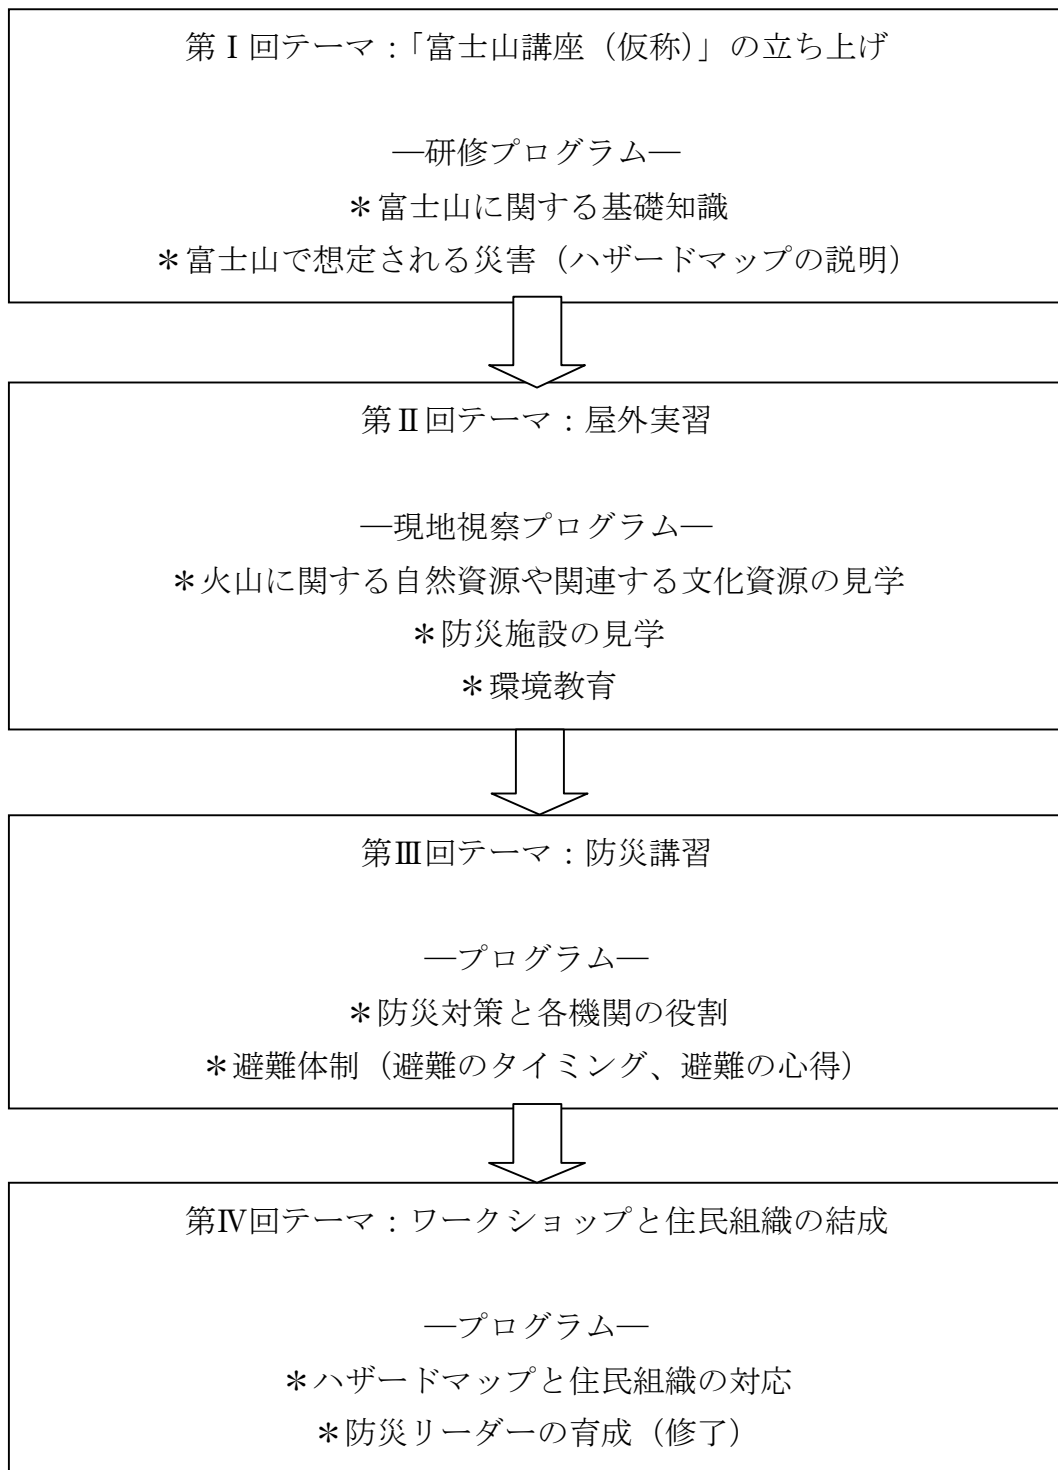 第Ⅰ回テーマ：「富士山講座（仮称）」の立ち上げ
―研修プログラム―
＊富士山に関する基礎知識
＊富士山で想定される災害（ハザードマップの説明）
第Ⅱ回テーマ：屋外実習
―現地視察プログラム―
＊火山に関する自然資源や関連する文化資源の見学
＊防災施設の見学
＊環境教育
第Ⅲ回テーマ：防災講習
―プログラム―
＊防災対策と各機関の役割
＊避難体制（避難のタイミング、避難の心得）
第Ⅳ回テーマ：ワークショップと住民組織の結成
―プログラム―
＊ハザードマップと住民組織の対応
＊防災リーダーの育成（修了）